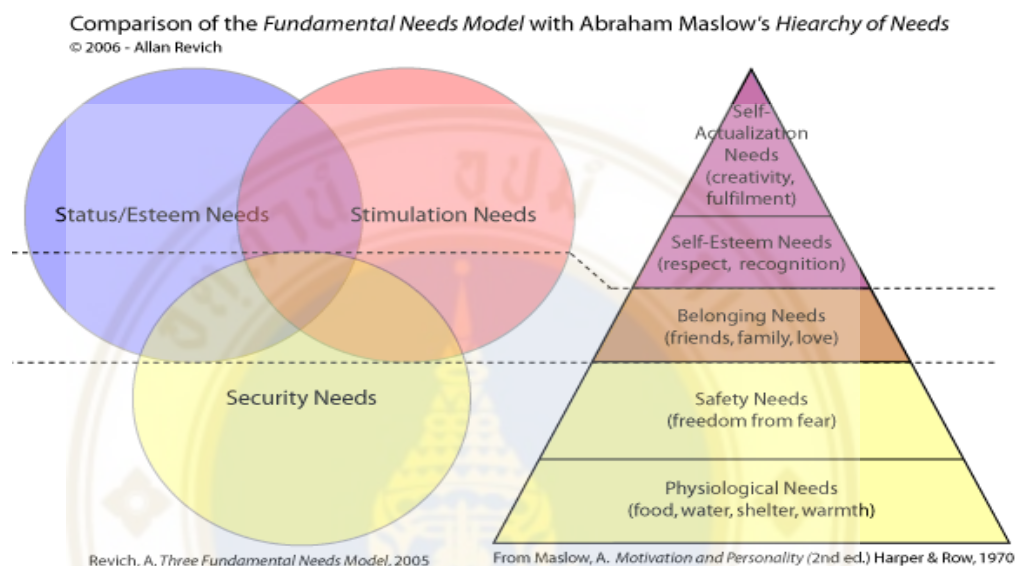 Comparison of the Fundamental Needs Model with Abraham Maslow's Hiearchy of Needs
© 2006 - Allan Revich
Status/Esteem Needs
Stimulation Needs
Security Needs
Self-
Actualization
Needs
(creativity,
fulfilment)
Self-Esteem Needs
(respect, recognition)
Belonging Needs
(friends, family, love)
Safety Needs
(freedom from fear)
Physiological Needs
(food, water, shelter, warmth)
Revich, A. Three Fundamental Needs Model, 2005
From Maslow, A. Motivation and Personality (2nd ed.) Harper & Row, 1970